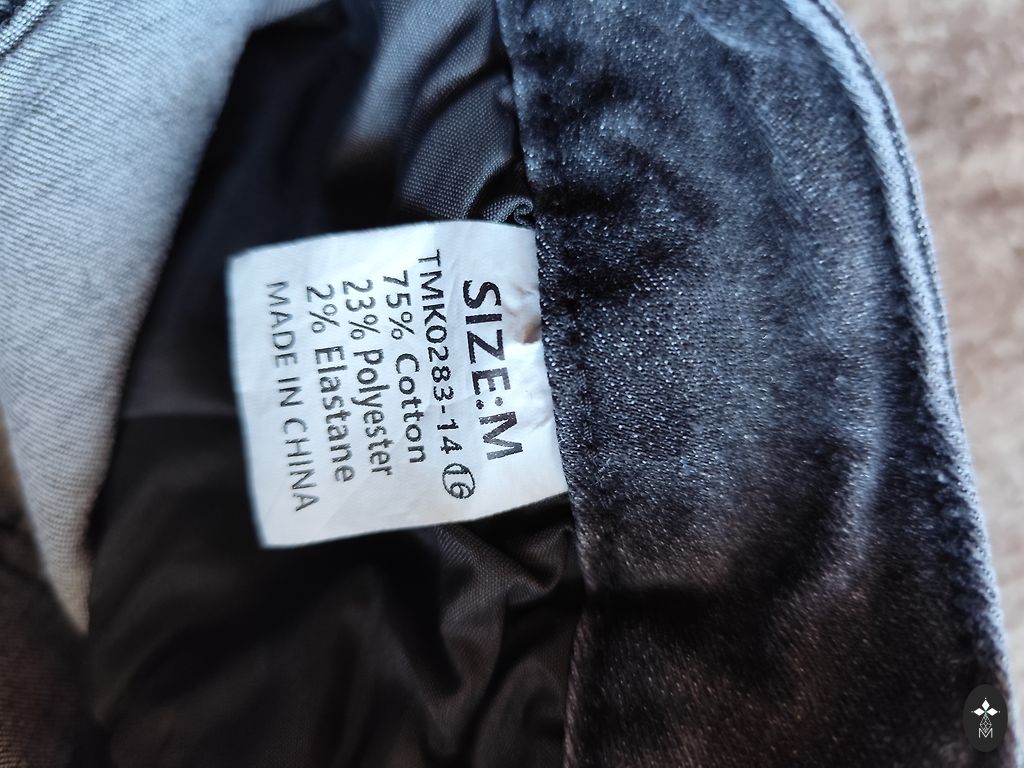 SIZE:M
TMK0283-14 16
75% Cotton
23% Polyester
2% Elastane
MADE IN CHINA
M